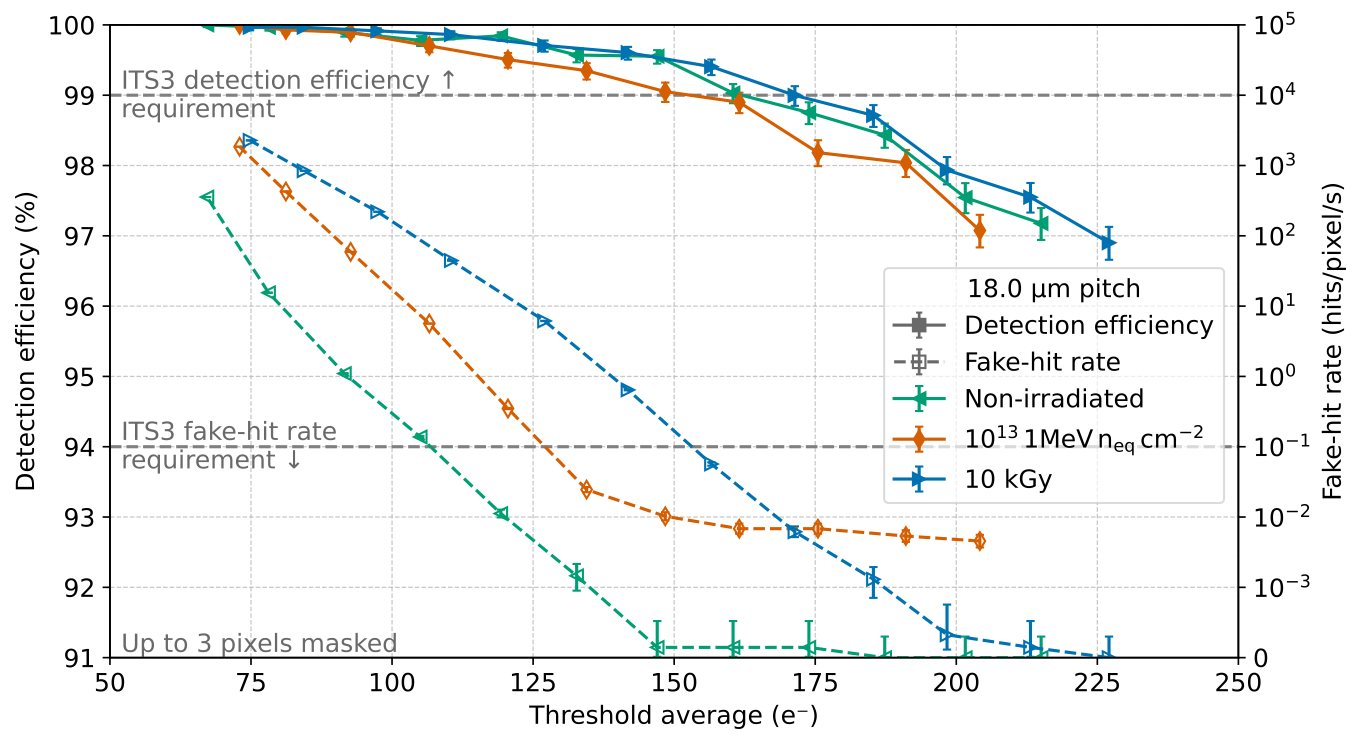 100
99
98
97
96
95
94
93
92
91
Detection efficiency (%)
ITS3 detection efficiency ↑
requirement
ITS3 fake-hit rate
requirement ↓
Up to 3 pixels masked
18.0 µm pitch
Detection efficiency
Fake-hit rate
Non-irradiated
10¹³ 1MeV n_eq cm⁻²
10 kGy
10⁵
10⁴
10³
10²
10¹
10⁰
10⁻¹
10⁻²
10⁻³
0
Fake-hit rate (hits/pixel/s)
50 75 100 125 150 175 200 225 250
Threshold average (e⁻)